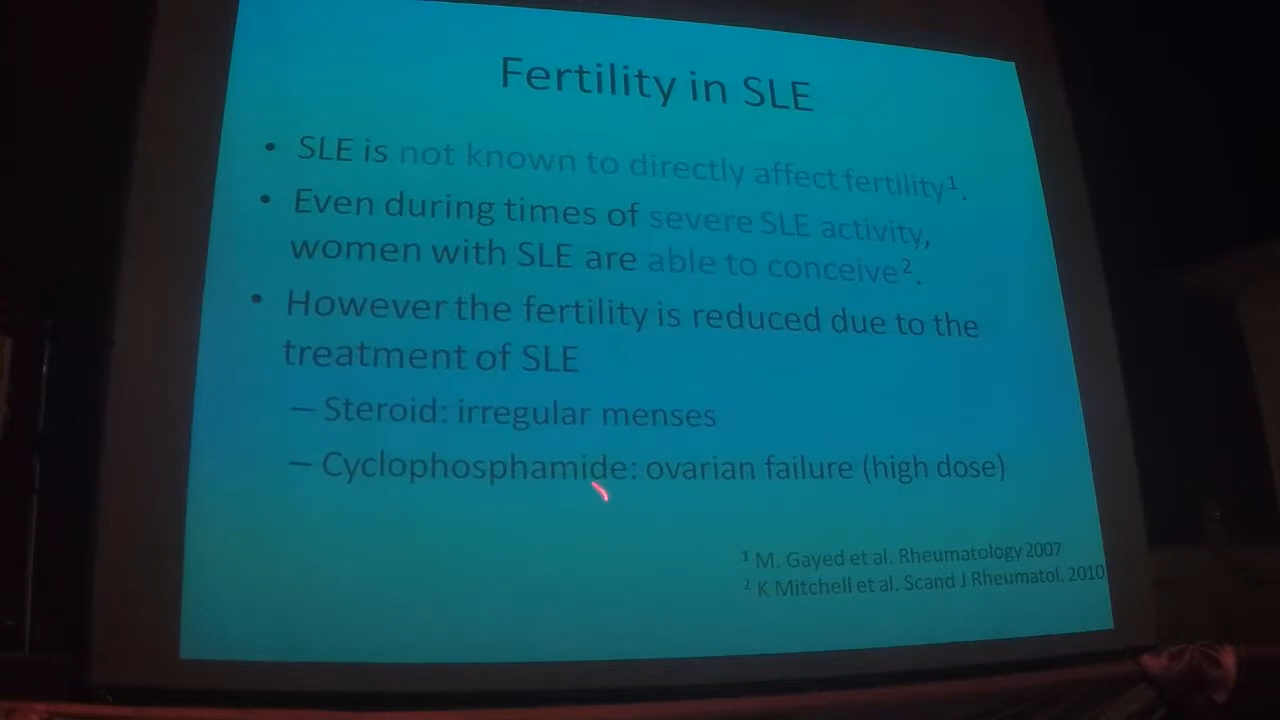 Fertility in SLE
• SLE is not known to directly affect fertility¹.
• Even during times of severe SLE activity,
women with SLE are able to conceive².
• However the fertility is reduced due to the
treatment of SLE
– Steroid: irregular menses
– Cyclophosphamide: ovarian failure (high dose)
¹ M. Gayed et al. Rheumatology 2007
² K Mitchell et al. Scand J Rheumatol. 2010